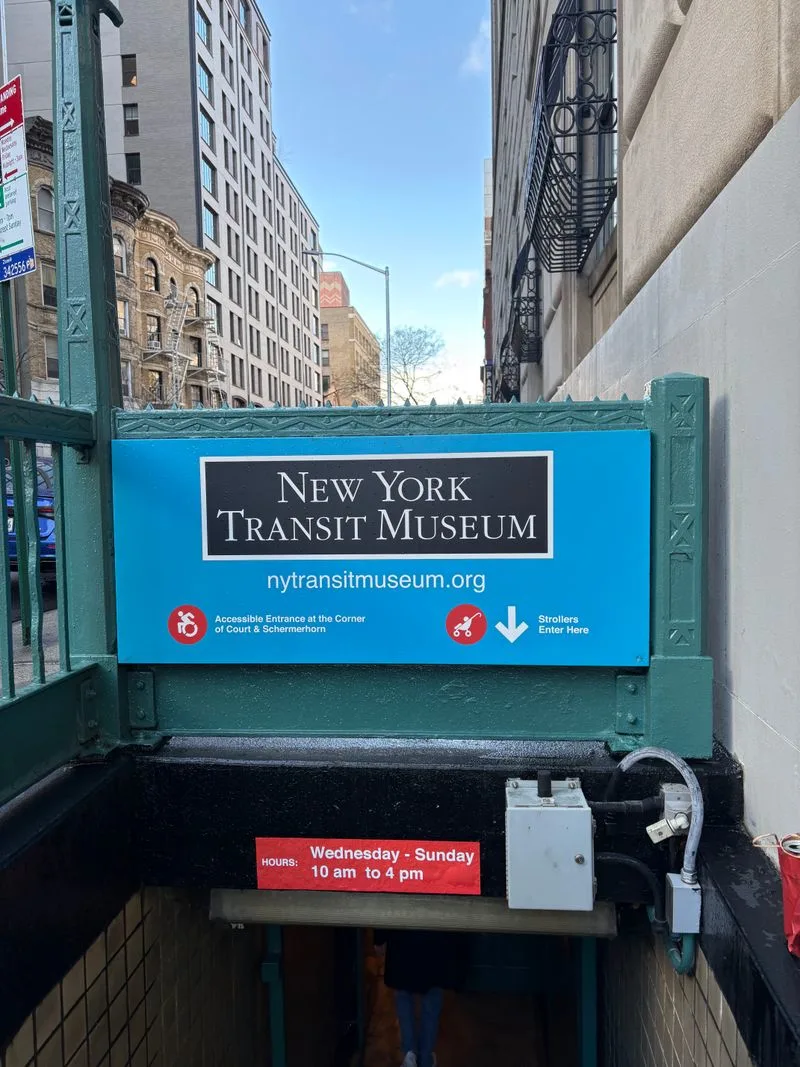 NEW YORK
TRANSIT MUSEUM
nytransitmuseum.org
Accessible Entrance at the Corner
of Court & Schermerhorn
Strollers
Enter Here
HOURS: Wednesday - Sunday
10 am to 4 pm